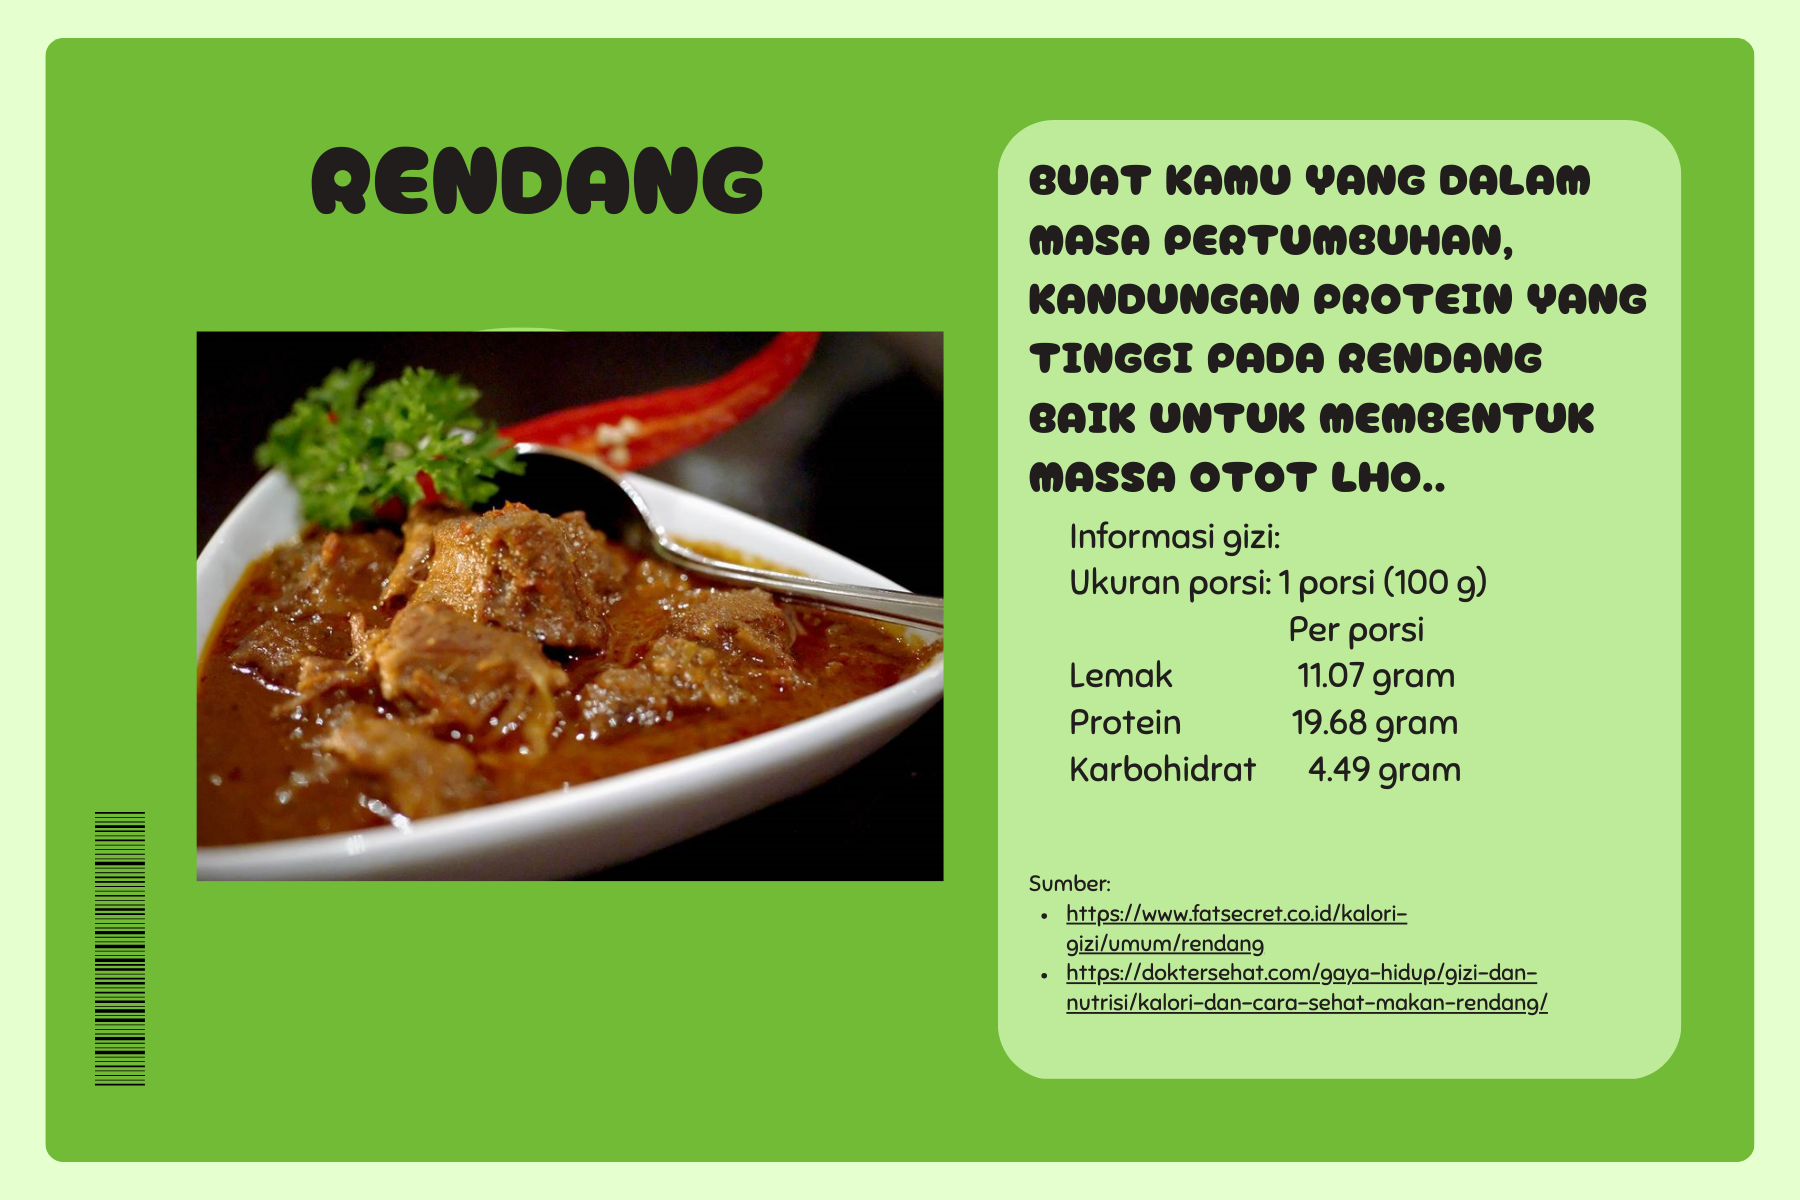 RENDANG
BUAT KAMU YANG DALAM
MASA PERTUMBUHAN,
KANDUNGAN PROTEIN YANG
TINGGI PADA RENDANG
BAIK UNTUK MEMBENTUK
MASSA OTOT LHO..
Informasi gizi:
Ukuran porsi: 1 porsi (100 g)
Per porsi
Lemak 11.07 gram
Protein 19.68 gram
Karbohidrat 4.49 gram
Sumber:
• https://www.fatsecret.co.id/kalori-
gizi/umum/rendang
• https://doktersehat.com/gaya-hidup/gizi-dan-
nutrisi/kalori-dan-cara-sehat-makan-rendang/